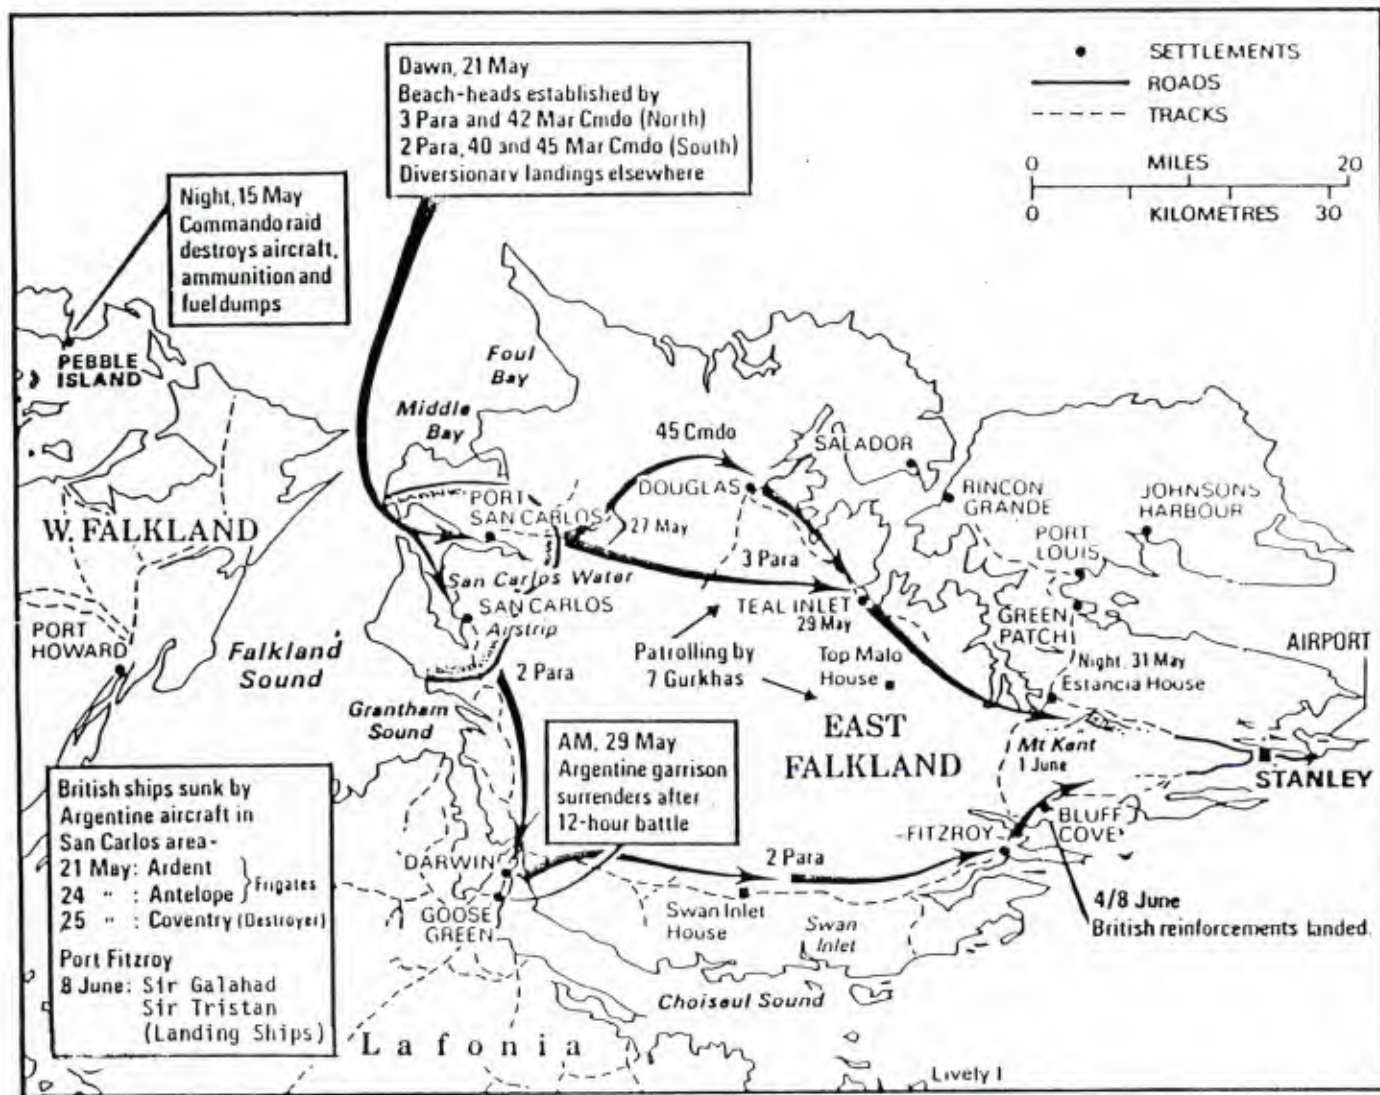 Dawn, 21 May
Beach-heads established by
3 Para and 42 Mar Cmdo (North)
2 Para, 40 and 45 Mar Cmdo (South)
Diversionary landings elsewhere
SETTLEMENTS
ROADS
TRACKS
0 MILES 20
0 KILOMETRES 30
Night, 15 May
Commando raid
destroys aircraft,
ammunition and
fuel dumps
PEBBLE
ISLAND
Foul
Bay
Middle
Bay
45 Cmdo
SALADOR
DOUGLAS
RINCON
GRANDE
JOHNSONS
HARBOUR
PORT
SAN CARLOS
27 May
W. FALKLAND
PORT
LOUIS
3 Para
San Carlos Water
SAN CARLOS
Airstrip
TEAL INLET
29 May
GREEN
PATCH
PORT
HOWARD
Falkland
Sound
2 Para
Patrolling by
7 Gurkhas
Top Malo
House
Night, 31 May
Estancia House
AIRPORT
Grantham
Sound
EAST
FALKLAND
Mt Kent
1 June
STANLEY
AM, 29 May
Argentine garrison
surrenders after
12-hour battle
British ships sunk by
Argentine aircraft in
San Carlos area-
21 May: Ardent
24 " : Antelope } Frigates
25 " : Coventry (Destroyer)
Port Fitzroy
8 June: Sir Galahad
Sir Tristan
(Landing Ships)
FITZROY
BLUFF
COVE
DARWIN
GOOSE
GREEN
2 Para
Swan Inlet
House
Swan
Inlet
4/8 June
British reinforcements landed
Choiseul Sound
Lafonia
Lively I